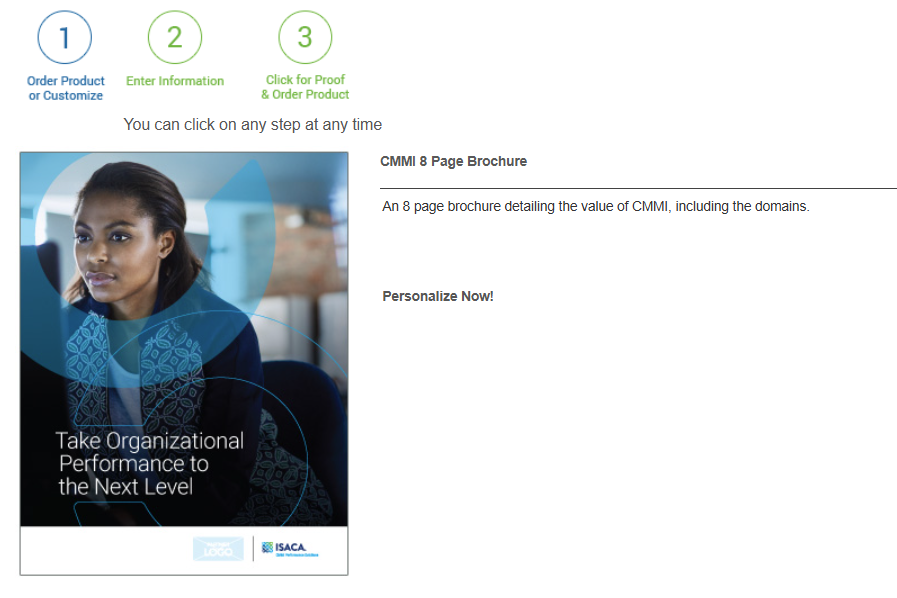 1
2
3
Order Product
or Customize
Enter Information
Click for Proof
& Order Product
You can click on any step at any time
CMMI 8 Page Brochure
An 8 page brochure detailing the value of CMMI, including the domains.
Personalize Now!
Take Organizational
Performance to
the Next Level
LOGO
ISACA.